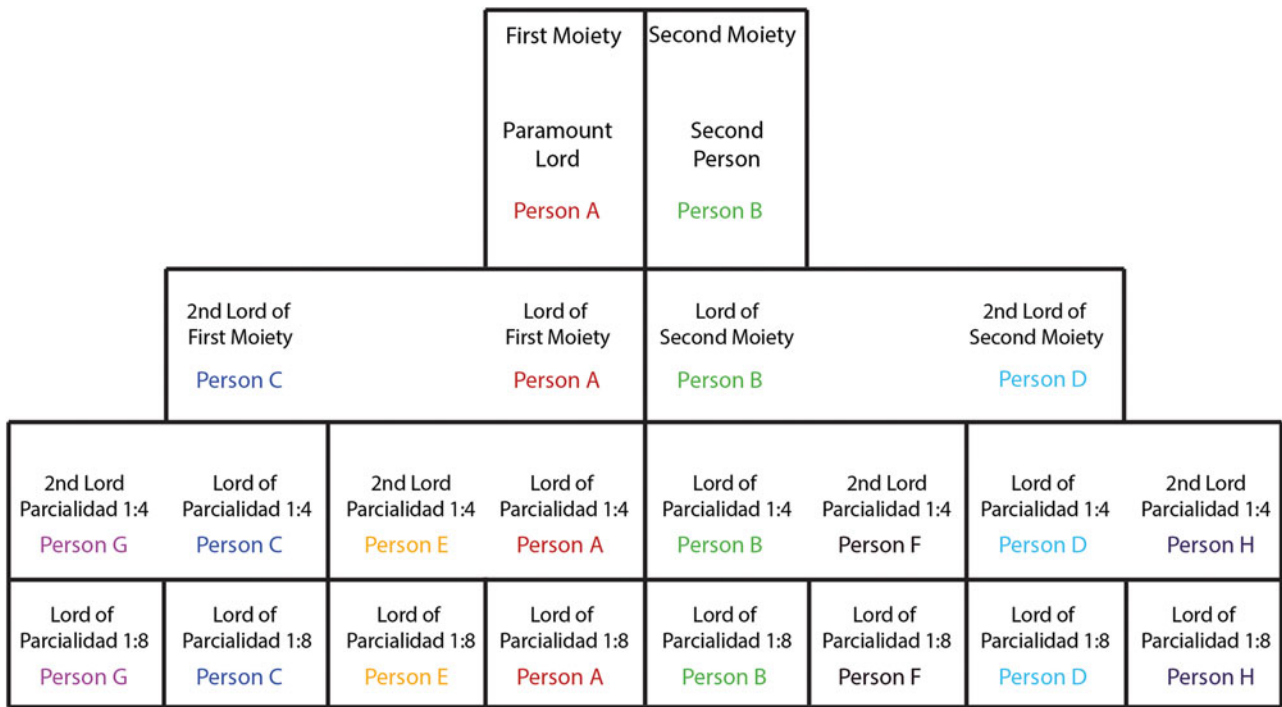 First Moiety
Second Moiety
Paramount
Lord
Person A
Second
Person
Person B
2nd Lord of
First Moiety
Person C
Lord of
First Moiety
Person A
Lord of
Second Moiety
Person B
2nd Lord of
Second Moiety
Person D
2nd Lord
Parcialidad 1:4
Person G
Lord of
Parcialidad 1:4
Person C
2nd Lord
Parcialidad 1:4
Person E
Lord of
Parcialidad 1:4
Person A
Lord of
Parcialidad 1:4
Person B
2nd Lord
Parcialidad 1:4
Person F
Lord of
Parcialidad 1:4
Person D
2nd Lord
Parcialidad 1:4
Person H
Lord of
Parcialidad 1:8
Person G
Lord of
Parcialidad 1:8
Person C
Lord of
Parcialidad 1:8
Person E
Lord of
Parcialidad 1:8
Person A
Lord of
Parcialidad 1:8
Person B
Lord of
Parcialidad 1:8
Person F
Lord of
Parcialidad 1:8
Person D
Lord of
Parcialidad 1:8
Person H